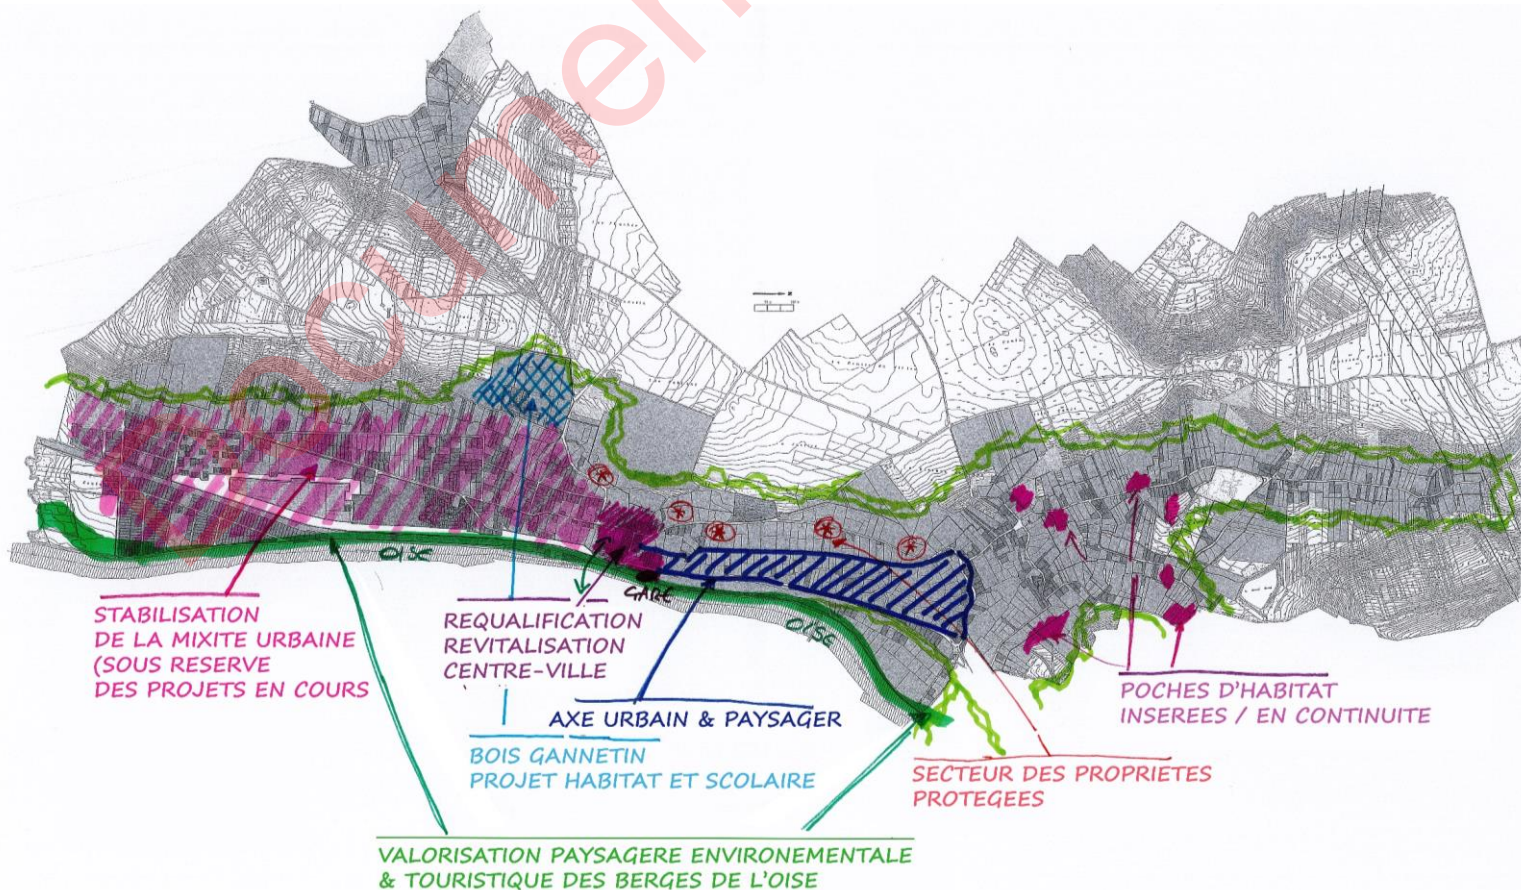 ocumen
OISE
GARE
OISE
STABILISATION
DE LA MIXITE URBAINE
(SOUS RESERVE
DES PROJETS EN COURS
REQUALIFICATION
REVITALISATION
CENTRE-VILLE
AXE URBAIN & PAYSAGER
BOIS GANNETIN
PROJET HABITAT ET SCOLAIRE
POCHES D'HABITAT
INSEREES / EN CONTINUITE
SECTEUR DES PROPRIETES
PROTEGEES
VALORISATION PAYSAGERE ENVIRONEMENTALE
& TOURISTIQUE DES BERGES DE L'OISE